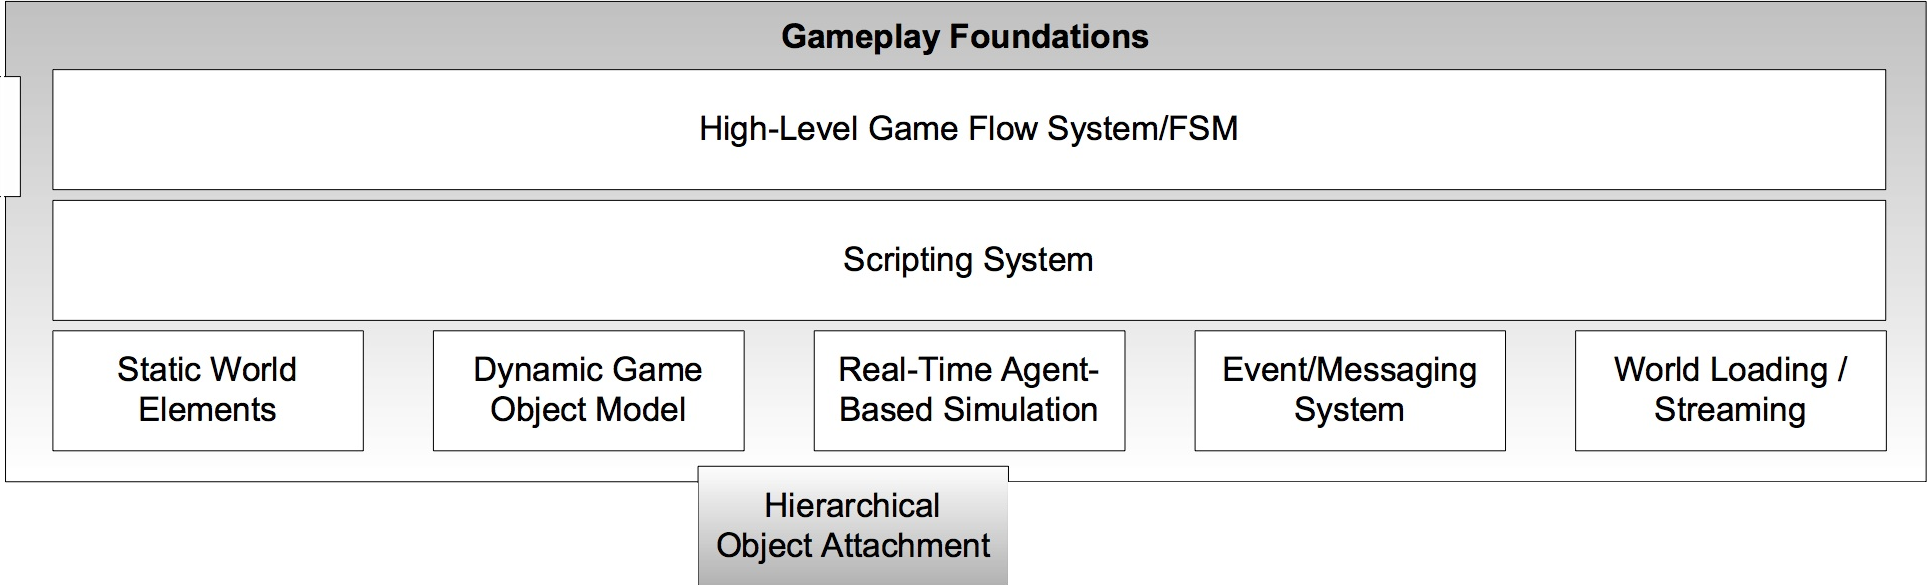 Gameplay Foundations
High-Level Game Flow System/FSM
Scripting System
Static World
Elements
Dynamic Game
Object Model
Real-Time Agent-
Based Simulation
Event/Messaging
System
World Loading /
Streaming
Hierarchical
Object Attachment